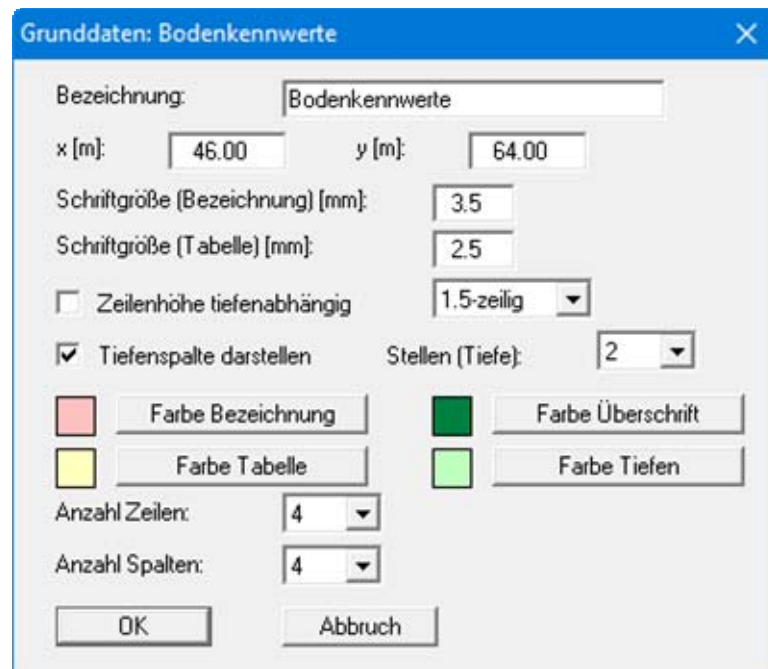 Grunddaten: Bodenkennwerte
Bezeichnung: Bodenkennwerte
x [m]: 46.00 y [m]: 64.00
Schriftgröße (Bezeichnung) [mm]: 3.5
Schriftgröße (Tabelle) [mm]: 2.5
Zeilenhöhe tiefenabhängig 1.5-zeilig
Tiefenspalte darstellen Stellen (Tiefe): 2
Farbe Bezeichnung Farbe Überschrift
Farbe Tabelle Farbe Tiefen
Anzahl Zeilen: 4
Anzahl Spalten: 4
OK Abbruch